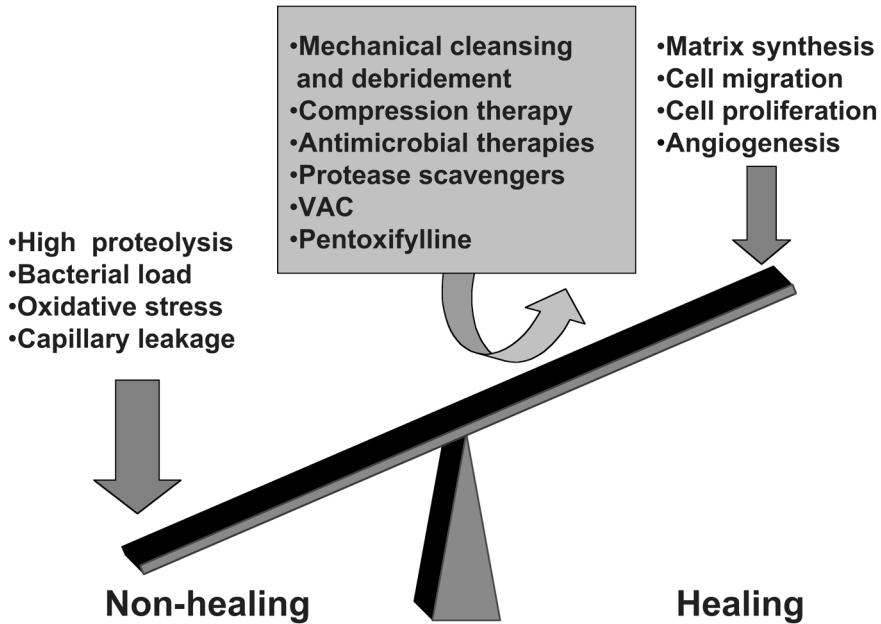 •Mechanical cleansing
and debridement
•Compression therapy
•Antimicrobial therapies
•Protease scavengers
•VAC
•Pentoxifylline
•Matrix synthesis
•Cell migration
•Cell proliferation
•Angiogenesis
•High proteolysis
•Bacterial load
•Oxidative stress
•Capillary leakage
Non-healing
Healing